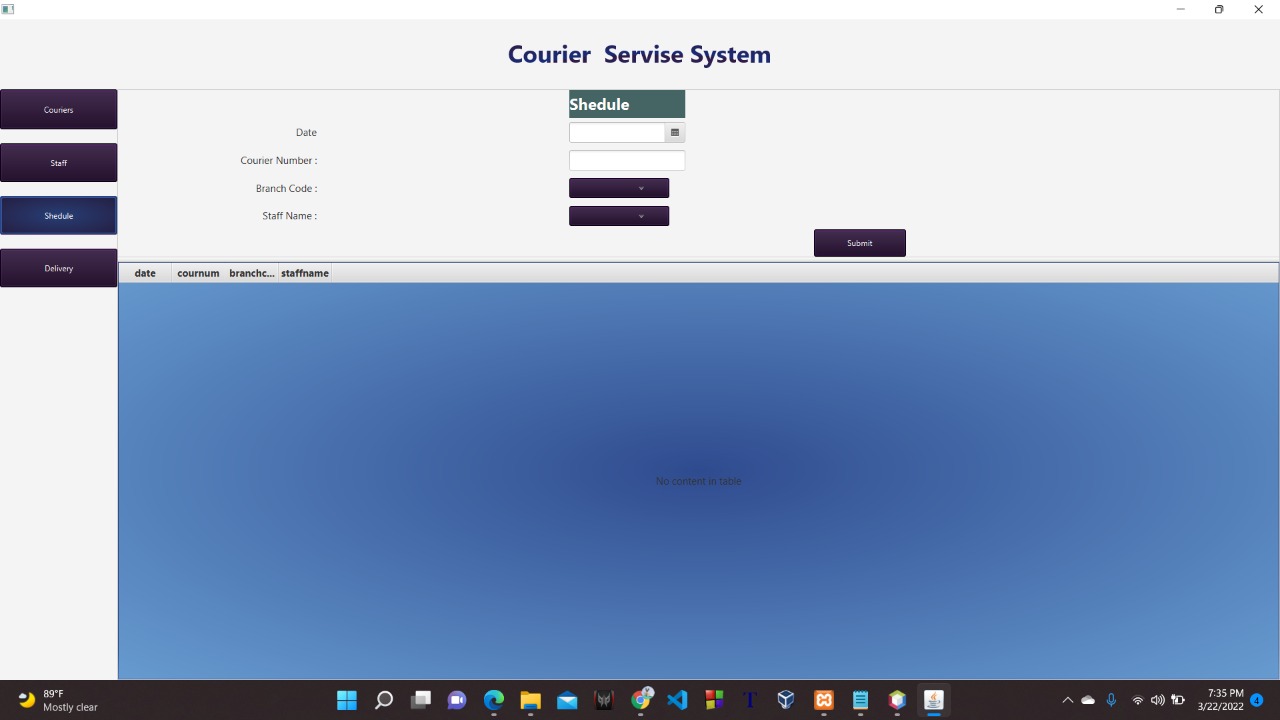 Courier  Servise System
Couriers
Staff
Shedule
Delivery
Shedule
Date
Courier Number :
Branch Code :
Staff Name :
Submit
date cournum branchc... staffname
No content in table
89°F
Mostly clear
7:35 PM
3/22/2022
4